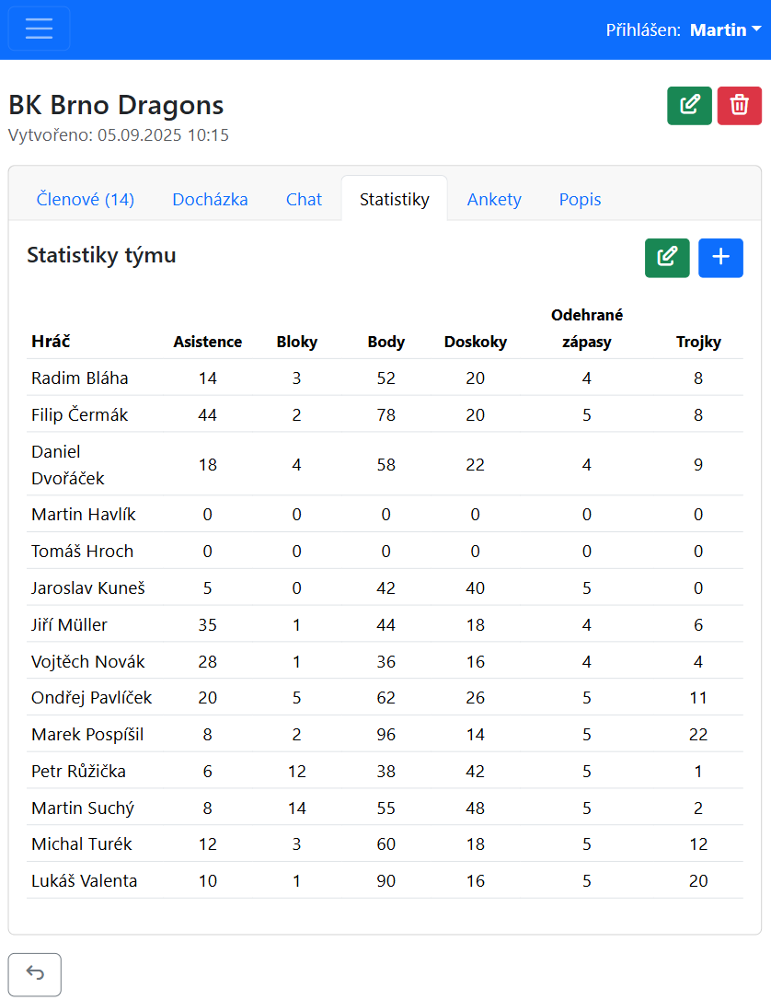 Přihlášen: Martin
BK Brno Dragons
Vytvořeno: 05.09.2025 10:15
Členové (14) Docházka Chat Statistiky Ankety Popis
Statistiky týmu
Hráč Asistence Bloky Body Doskoky Odehrané zápasy Trojky
Radim Bláha 14 3 52 20 4 8
Filip Čermák 44 2 78 20 5 8
Daniel Dvořáček 18 4 58 22 4 9
Martin Havlík 0 0 0 0 0 0
Tomáš Hroch 0 0 0 0 0 0
Jaroslav Kuneš 5 0 42 40 5 0
Jiří Müller 35 1 44 18 4 6
Vojtěch Novák 28 1 36 16 4 4
Ondřej Pavlíček 20 5 62 26 5 11
Marek Pospíšil 8 2 96 14 5 22
Petr Růžička 6 12 38 42 5 1
Martin Suchý 8 14 55 48 5 2
Michal Turék 12 3 60 18 5 12
Lukáš Valenta 10 1 90 16 5 20